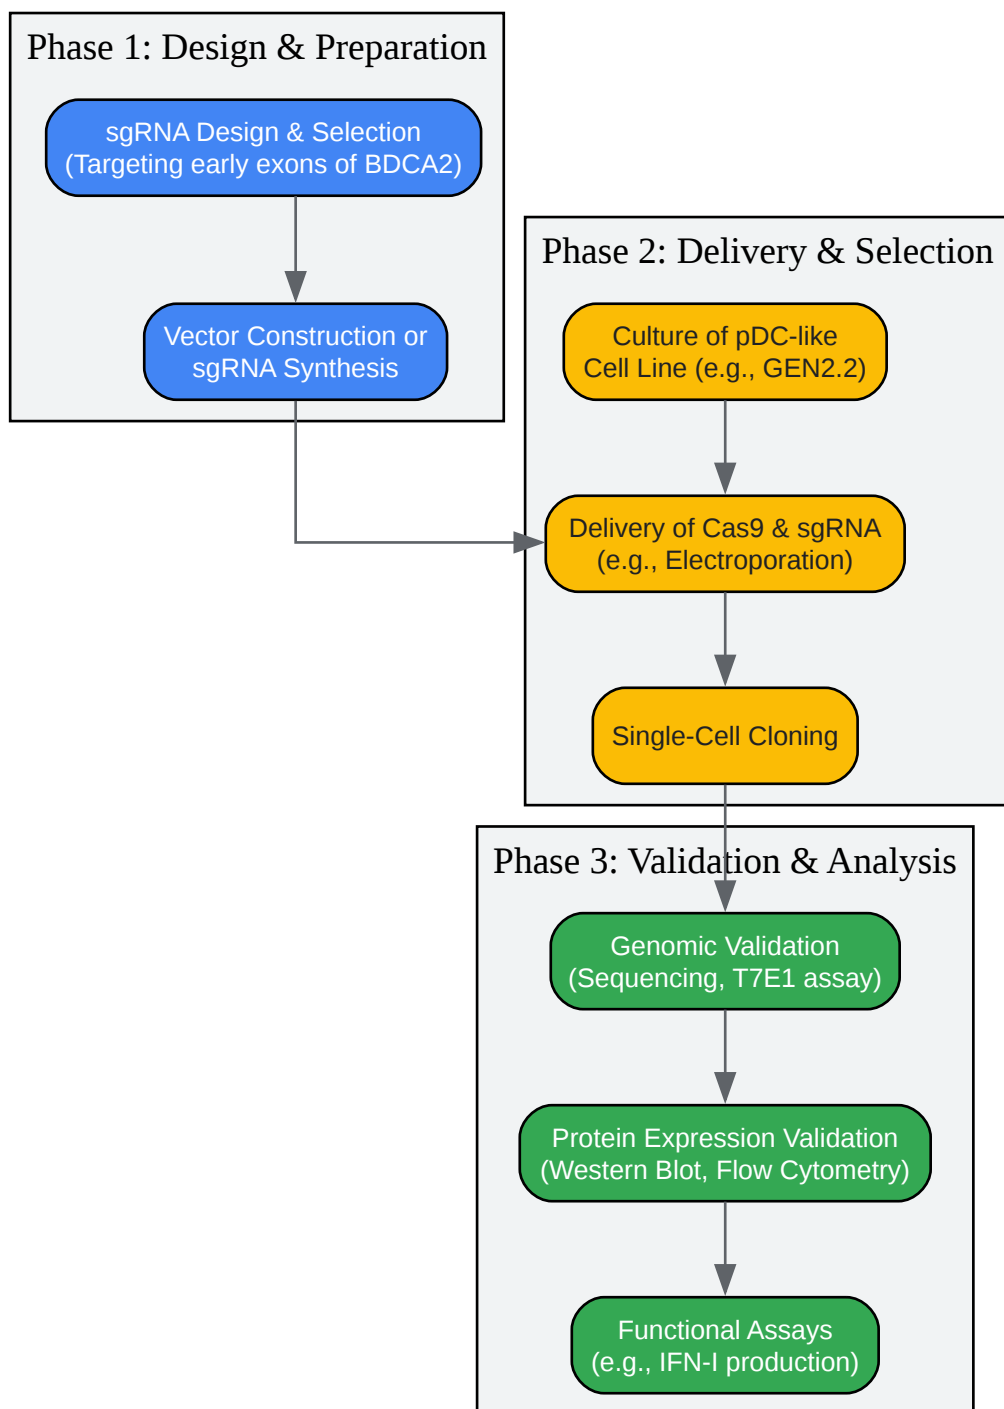 Phase 1: Design & Preparation
sgRNA Design & Selection
(Targeting early exons of BDCA2)
Vector Construction or
sgRNA Synthesis
Phase 2: Delivery & Selection
Culture of pDC-like
Cell Line (e.g., GEN2.2)
Delivery of Cas9 & sgRNA
(e.g., Electroporation)
Single-Cell Cloning
Phase 3: Validation & Analysis
Genomic Validation
(Sequencing, T7E1 assay)
Protein Expression Validation
(Western Blot, Flow Cytometry)
Functional Assays
(e.g., IFN-I production)